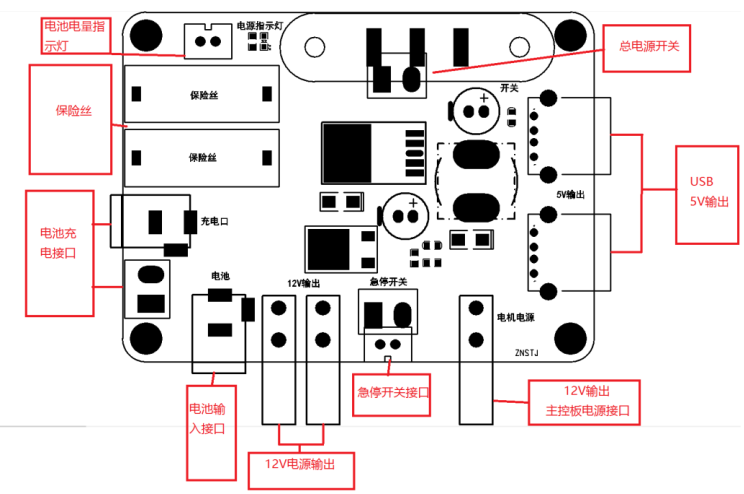 电池电量指
示灯
电源指示灯
总电源开关
保险丝
保险丝
保险丝
开关
+
USB
5V输出
5V输出
电池充
电接口
充电口
+
电池
12V输出
急停开关
电机电源
ZNSTJ
电池输
入接口
急停开关接口
12V输出
主控板电源接口
12V电源输出